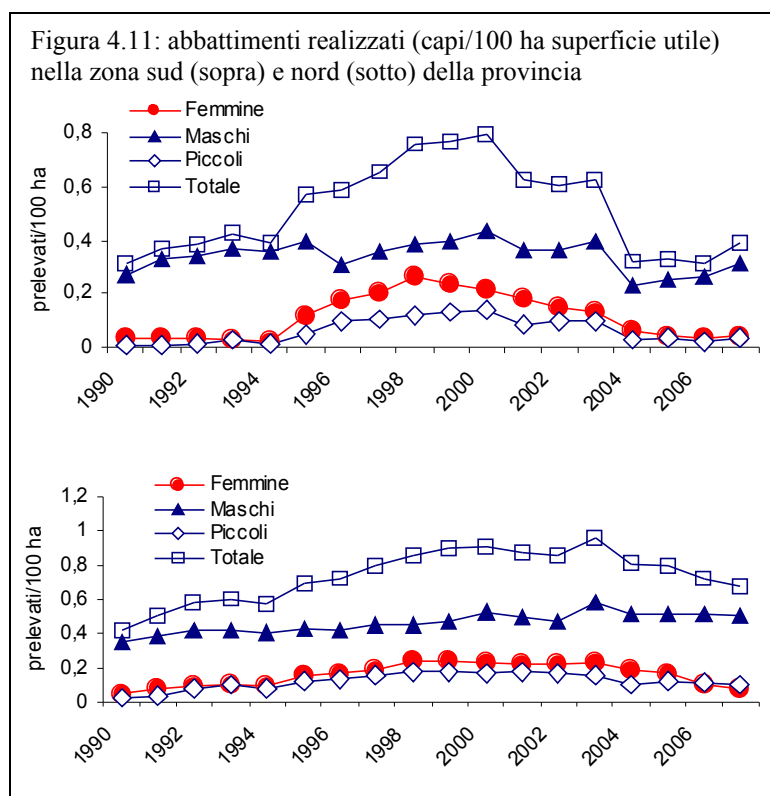 Figura 4.11: abbattimenti realizzati (capi/100 ha superficie utile)
nella zona sud (sopra) e nord (sotto) della provincia
Femmine
Maschi
Piccoli
Totale
prelevati/100 ha
0,8
0,6
0,4
0,2
0
1990
1992
1994
1996
1998
2000
2002
2004
2006
Femmine
Maschi
Piccoli
Totale
prelevati/100 ha
1,2
1
0,8
0,6
0,4
0,2
0
1990
1992
1994
1996
1998
2000
2002
2004
2006